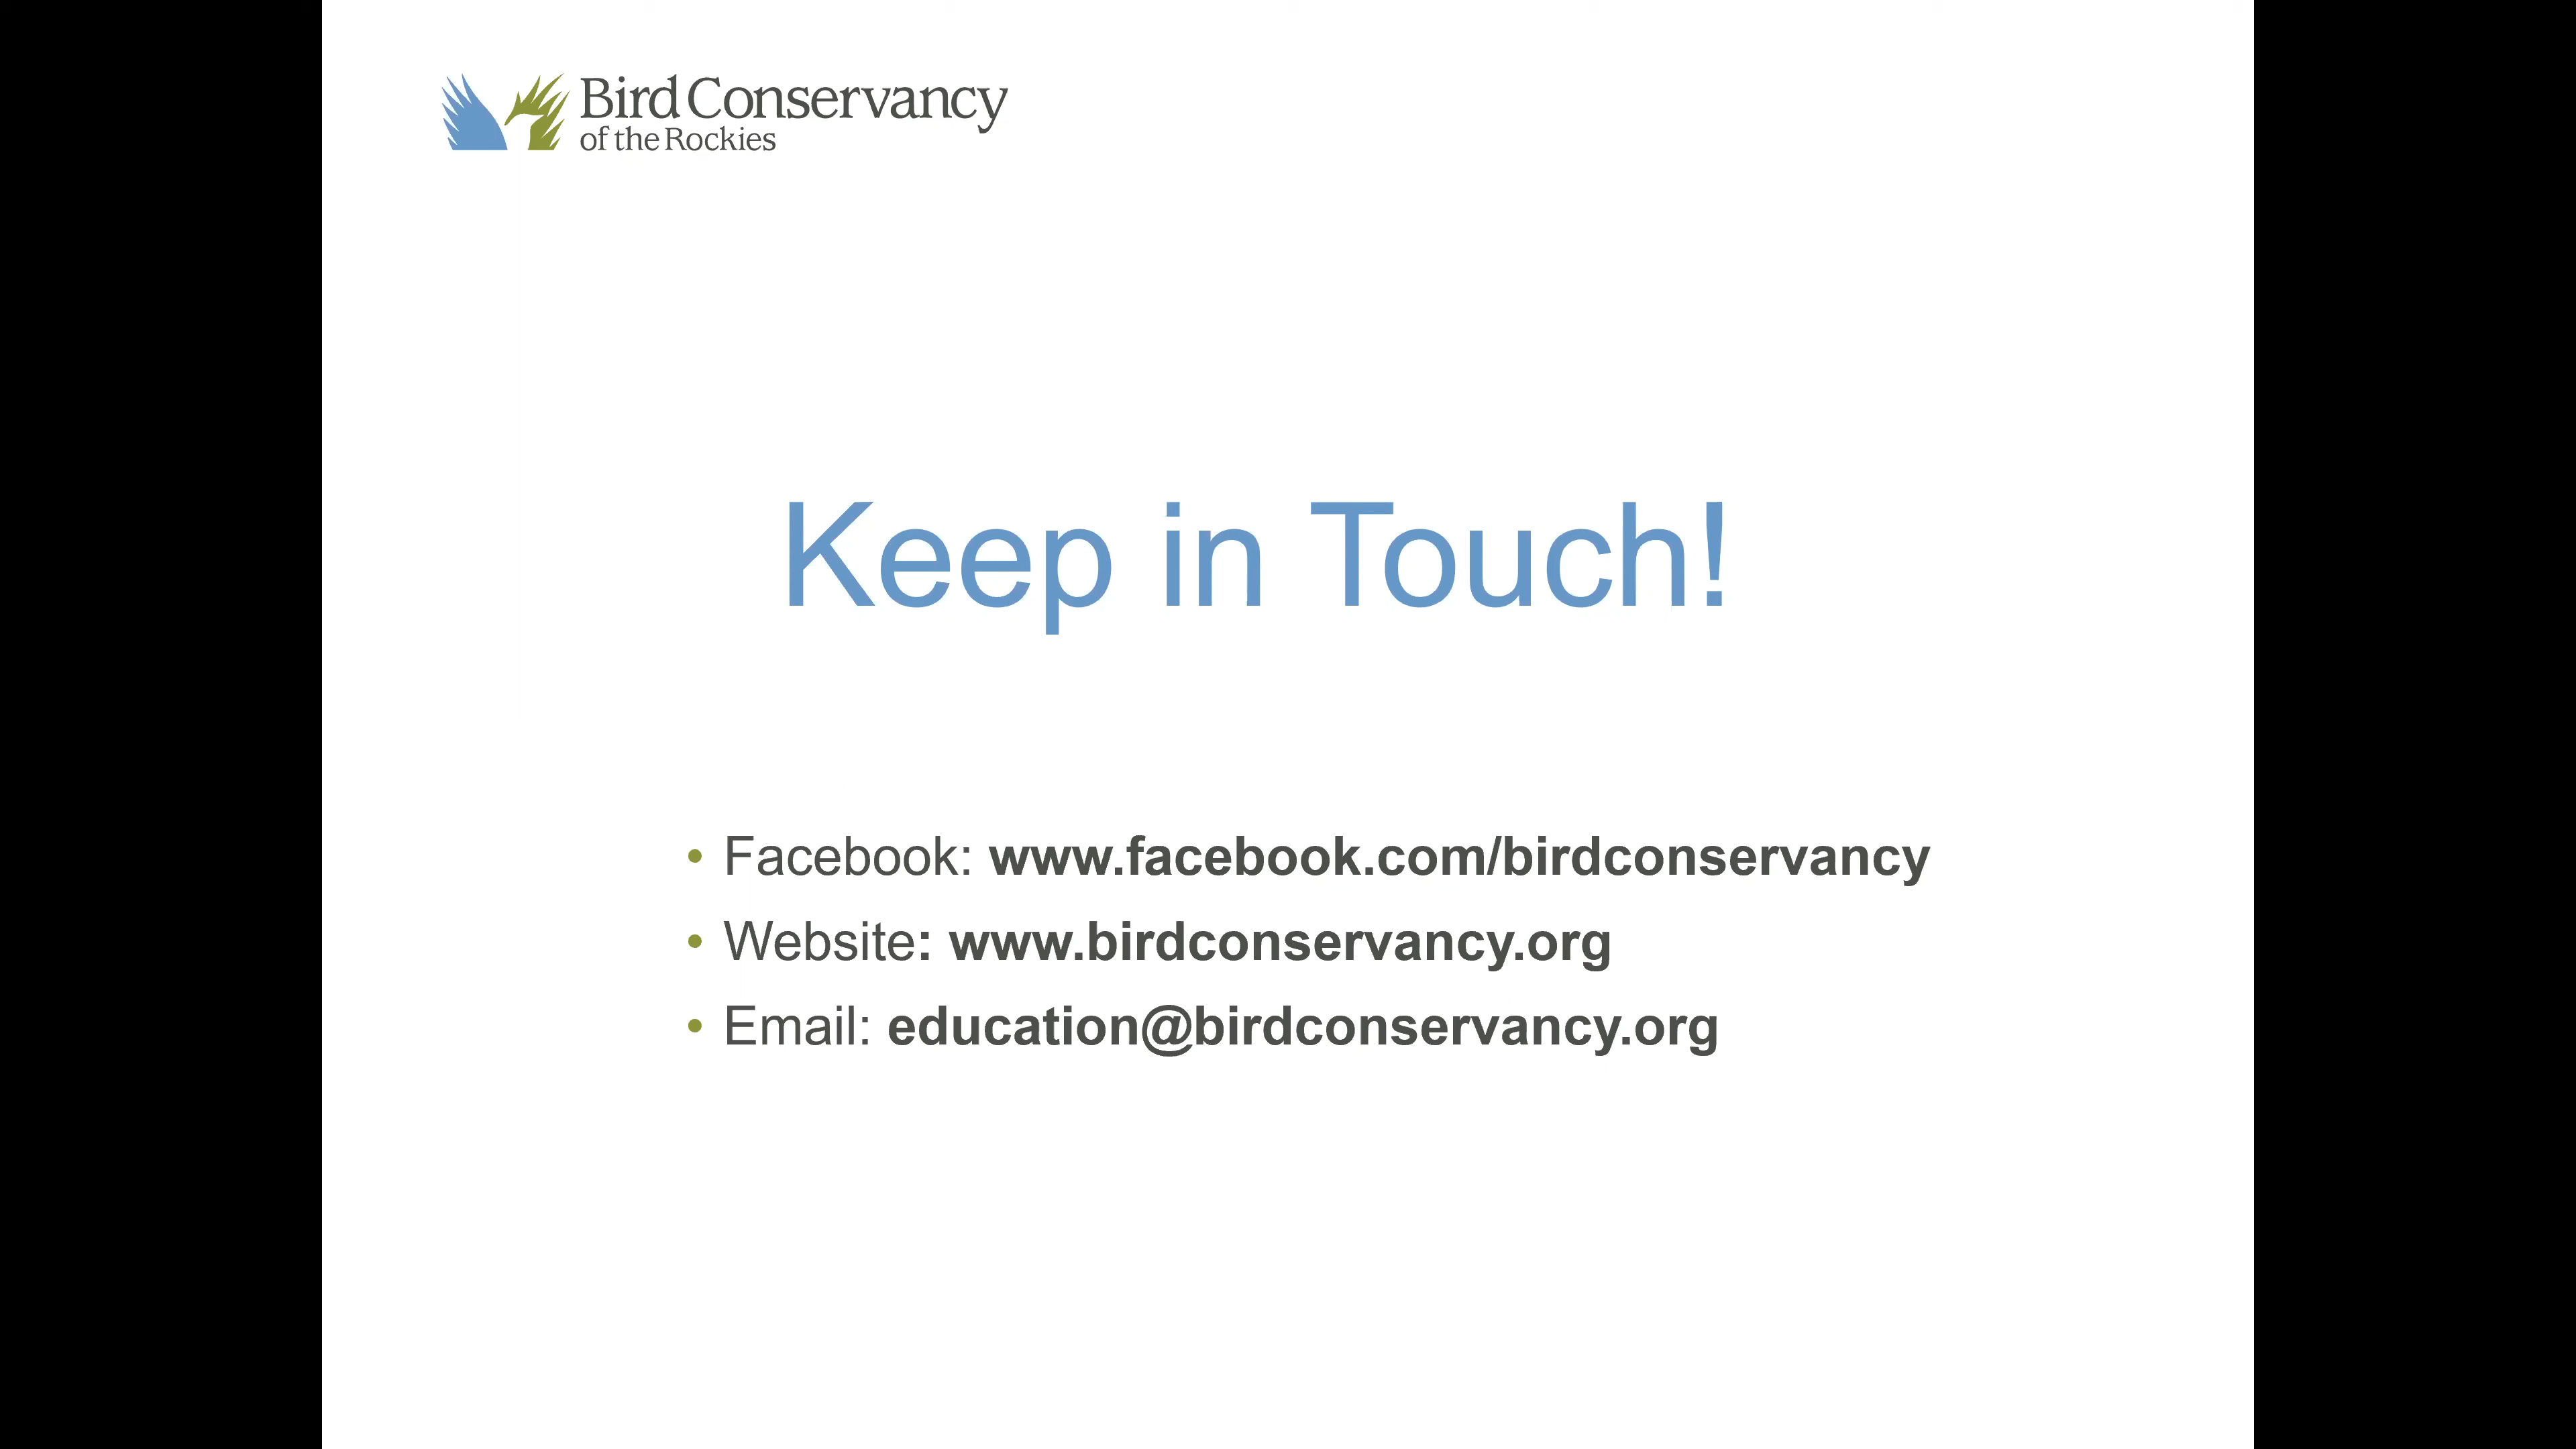 Bird Conservancy
of the Rockies
Keep in Touch!
• Facebook: www.facebook.com/birdconservancy
• Website: www.birdconservancy.org
• Email: education@birdconservancy.org